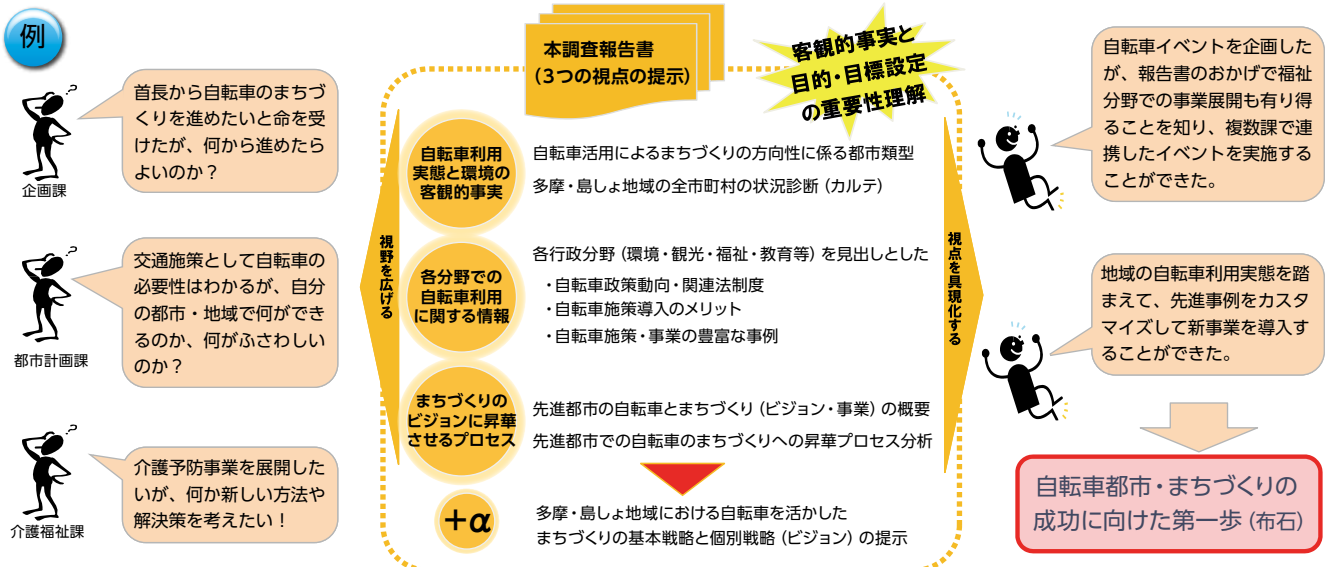 例
首長から自転車のまちづ
くりを進めたいと命を受
けたが、何から進めたら
よいのか？
企画課
交通施策として自転車の
必要性はわかるが、自分
の都市・地域で何ができ
るのか、何がふさわしい
のか？
都市計画課
介護予防事業を展開した
いが、何か新しい方法や
解決策を考えたい！
介護福祉課
視野を広げる
本調査報告書
（3つの視点の提示）
客観的事実と
目的・目標設定
の重要性理解
自転車利用
実態と環境の
客観的事実
自転車活用によるまちづくりの方向性に係る都市類型
多摩・島しょ地域の全市町村の状況診断（カルテ）
各分野での
自転車利用
に関する情報
各行政分野（環境・観光・福祉・教育等）を見出しとした
・自転車政策動向・関連法制度
・自転車施策導入のメリット
・自転車施策・事業の豊富な事例
まちづくりの
ビジョンに昇華
させるプロセス
先進都市の自転車とまちづくり（ビジョン・事業）の概要
先進都市での自転車のまちづくりへの昇華プロセス分析
＋α
多摩・島しょ地域における自転車を活かした
まちづくりの基本戦略と個別戦略（ビジョン）の提示
視点を具現化する
自転車イベントを企画した
が、報告書のおかげで福祉
分野での事業展開も有り得
ることを知り、複数課で連
携したイベントを実施する
ことができた。
地域の自転車利用実態を踏
まえて、先進事例をカスタ
マイズして新事業を導入す
ることができた。
自転車都市・まちづくりの
成功に向けた第一歩（布石）